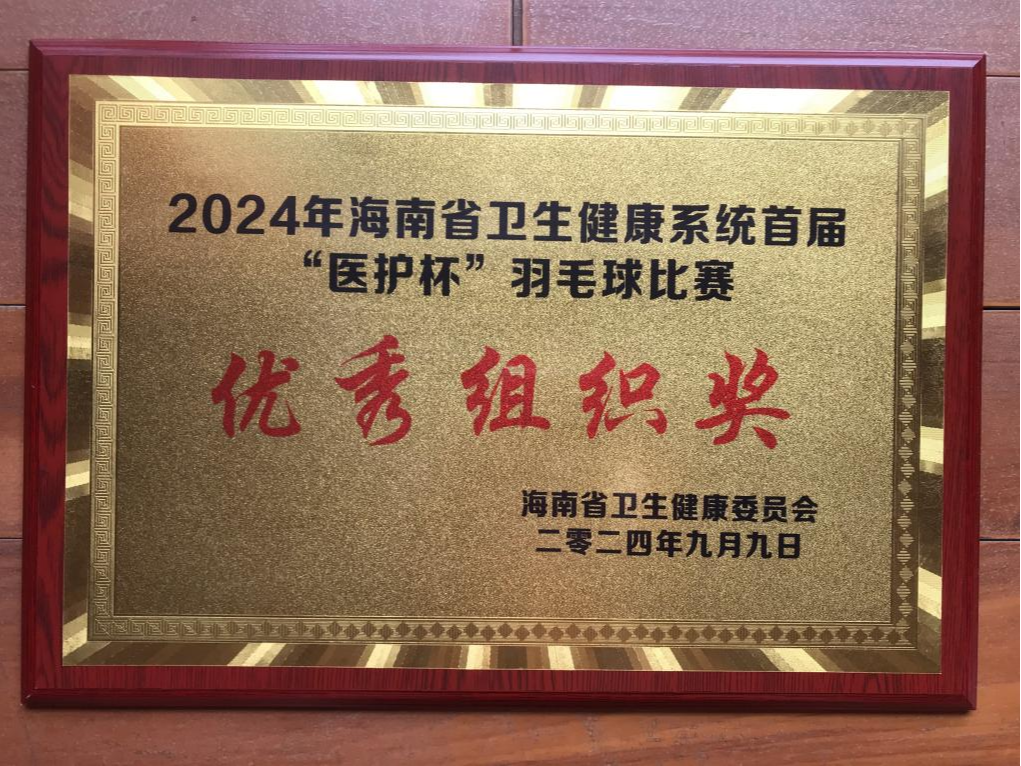 2024年海南省卫生健康系统首届
“医护杯”羽毛球比赛
优秀组织奖
海南省卫生健康委员会
二零二四年九月九日